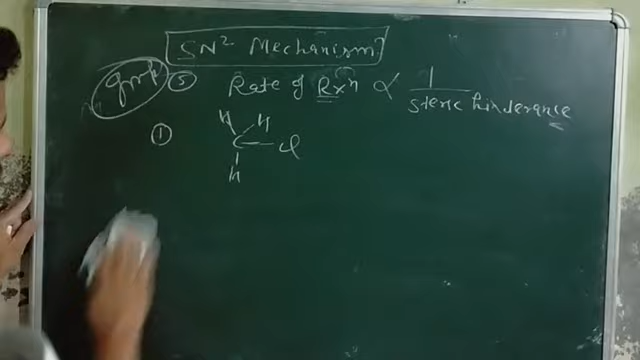 SN² Mechanism
Imp ⑤ Rate of Rxn ∝ 1
steric hinderance
① H H
C — Cl
H